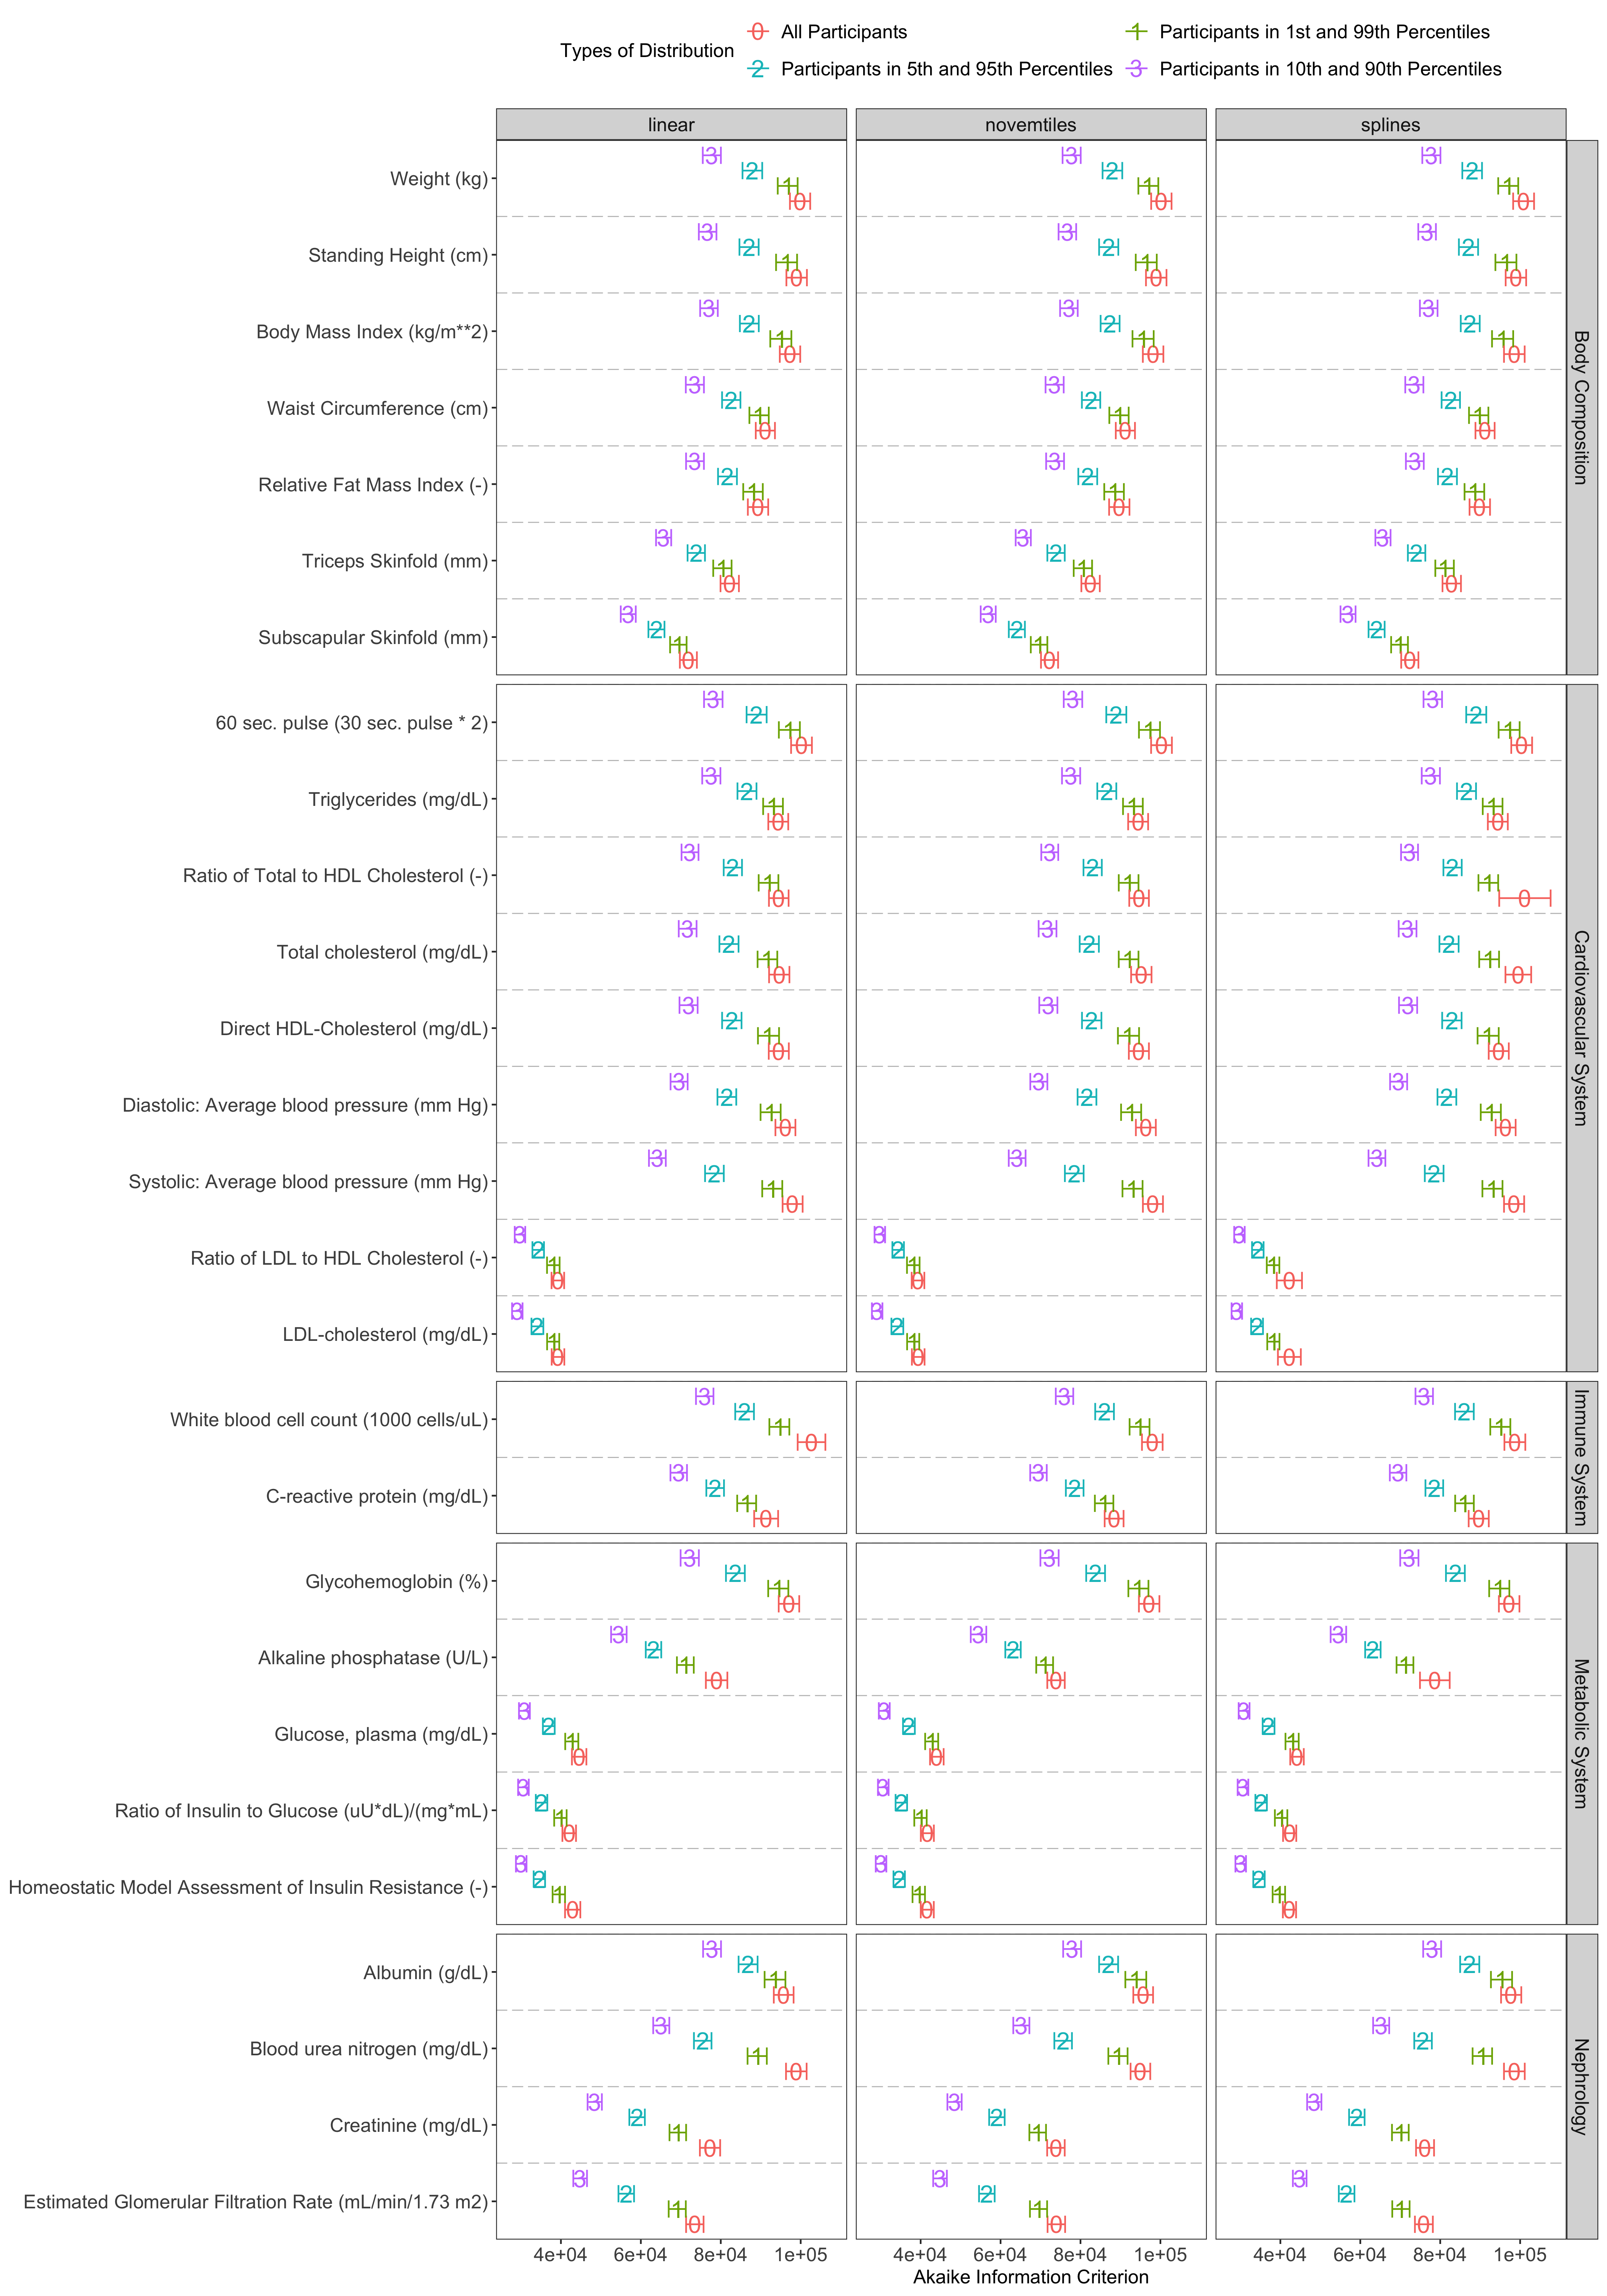 Types of Distribution
0 All Participants
1 Participants in 1st and 99th Percentiles
2 Participants in 5th and 95th Percentiles
3 Participants in 10th and 90th Percentiles
linear
novemtiles
splines
Weight (kg)
Standing Height (cm)
Body Mass Index (kg/m**2)
Waist Circumference (cm)
Relative Fat Mass Index (-)
Triceps Skinfold (mm)
Subscapular Skinfold (mm)
Body Composition
60 sec. pulse (30 sec. pulse * 2)
Triglycerides (mg/dL)
Ratio of Total to HDL Cholesterol (-)
Total cholesterol (mg/dL)
Direct HDL-Cholesterol (mg/dL)
Diastolic: Average blood pressure (mm Hg)
Systolic: Average blood pressure (mm Hg)
Ratio of LDL to HDL Cholesterol (-)
LDL-cholesterol (mg/dL)
Cardiovascular System
White blood cell count (1000 cells/uL)
C-reactive protein (mg/dL)
Immune System
Glycohemoglobin (%)
Alkaline phosphatase (U/L)
Glucose, plasma (mg/dL)
Ratio of Insulin to Glucose (uU*dL)/(mg*mL)
Homeostatic Model Assessment of Insulin Resistance (-)
Metabolic System
Albumin (g/dL)
Blood urea nitrogen (mg/dL)
Creatinine (mg/dL)
Estimated Glomerular Filtration Rate (mL/min/1.73 m2)
Nephrology
4e+04 6e+04 8e+04 1e+05
4e+04 6e+04 8e+04 1e+05
4e+04 6e+04 8e+04 1e+05
Akaike Information Criterion